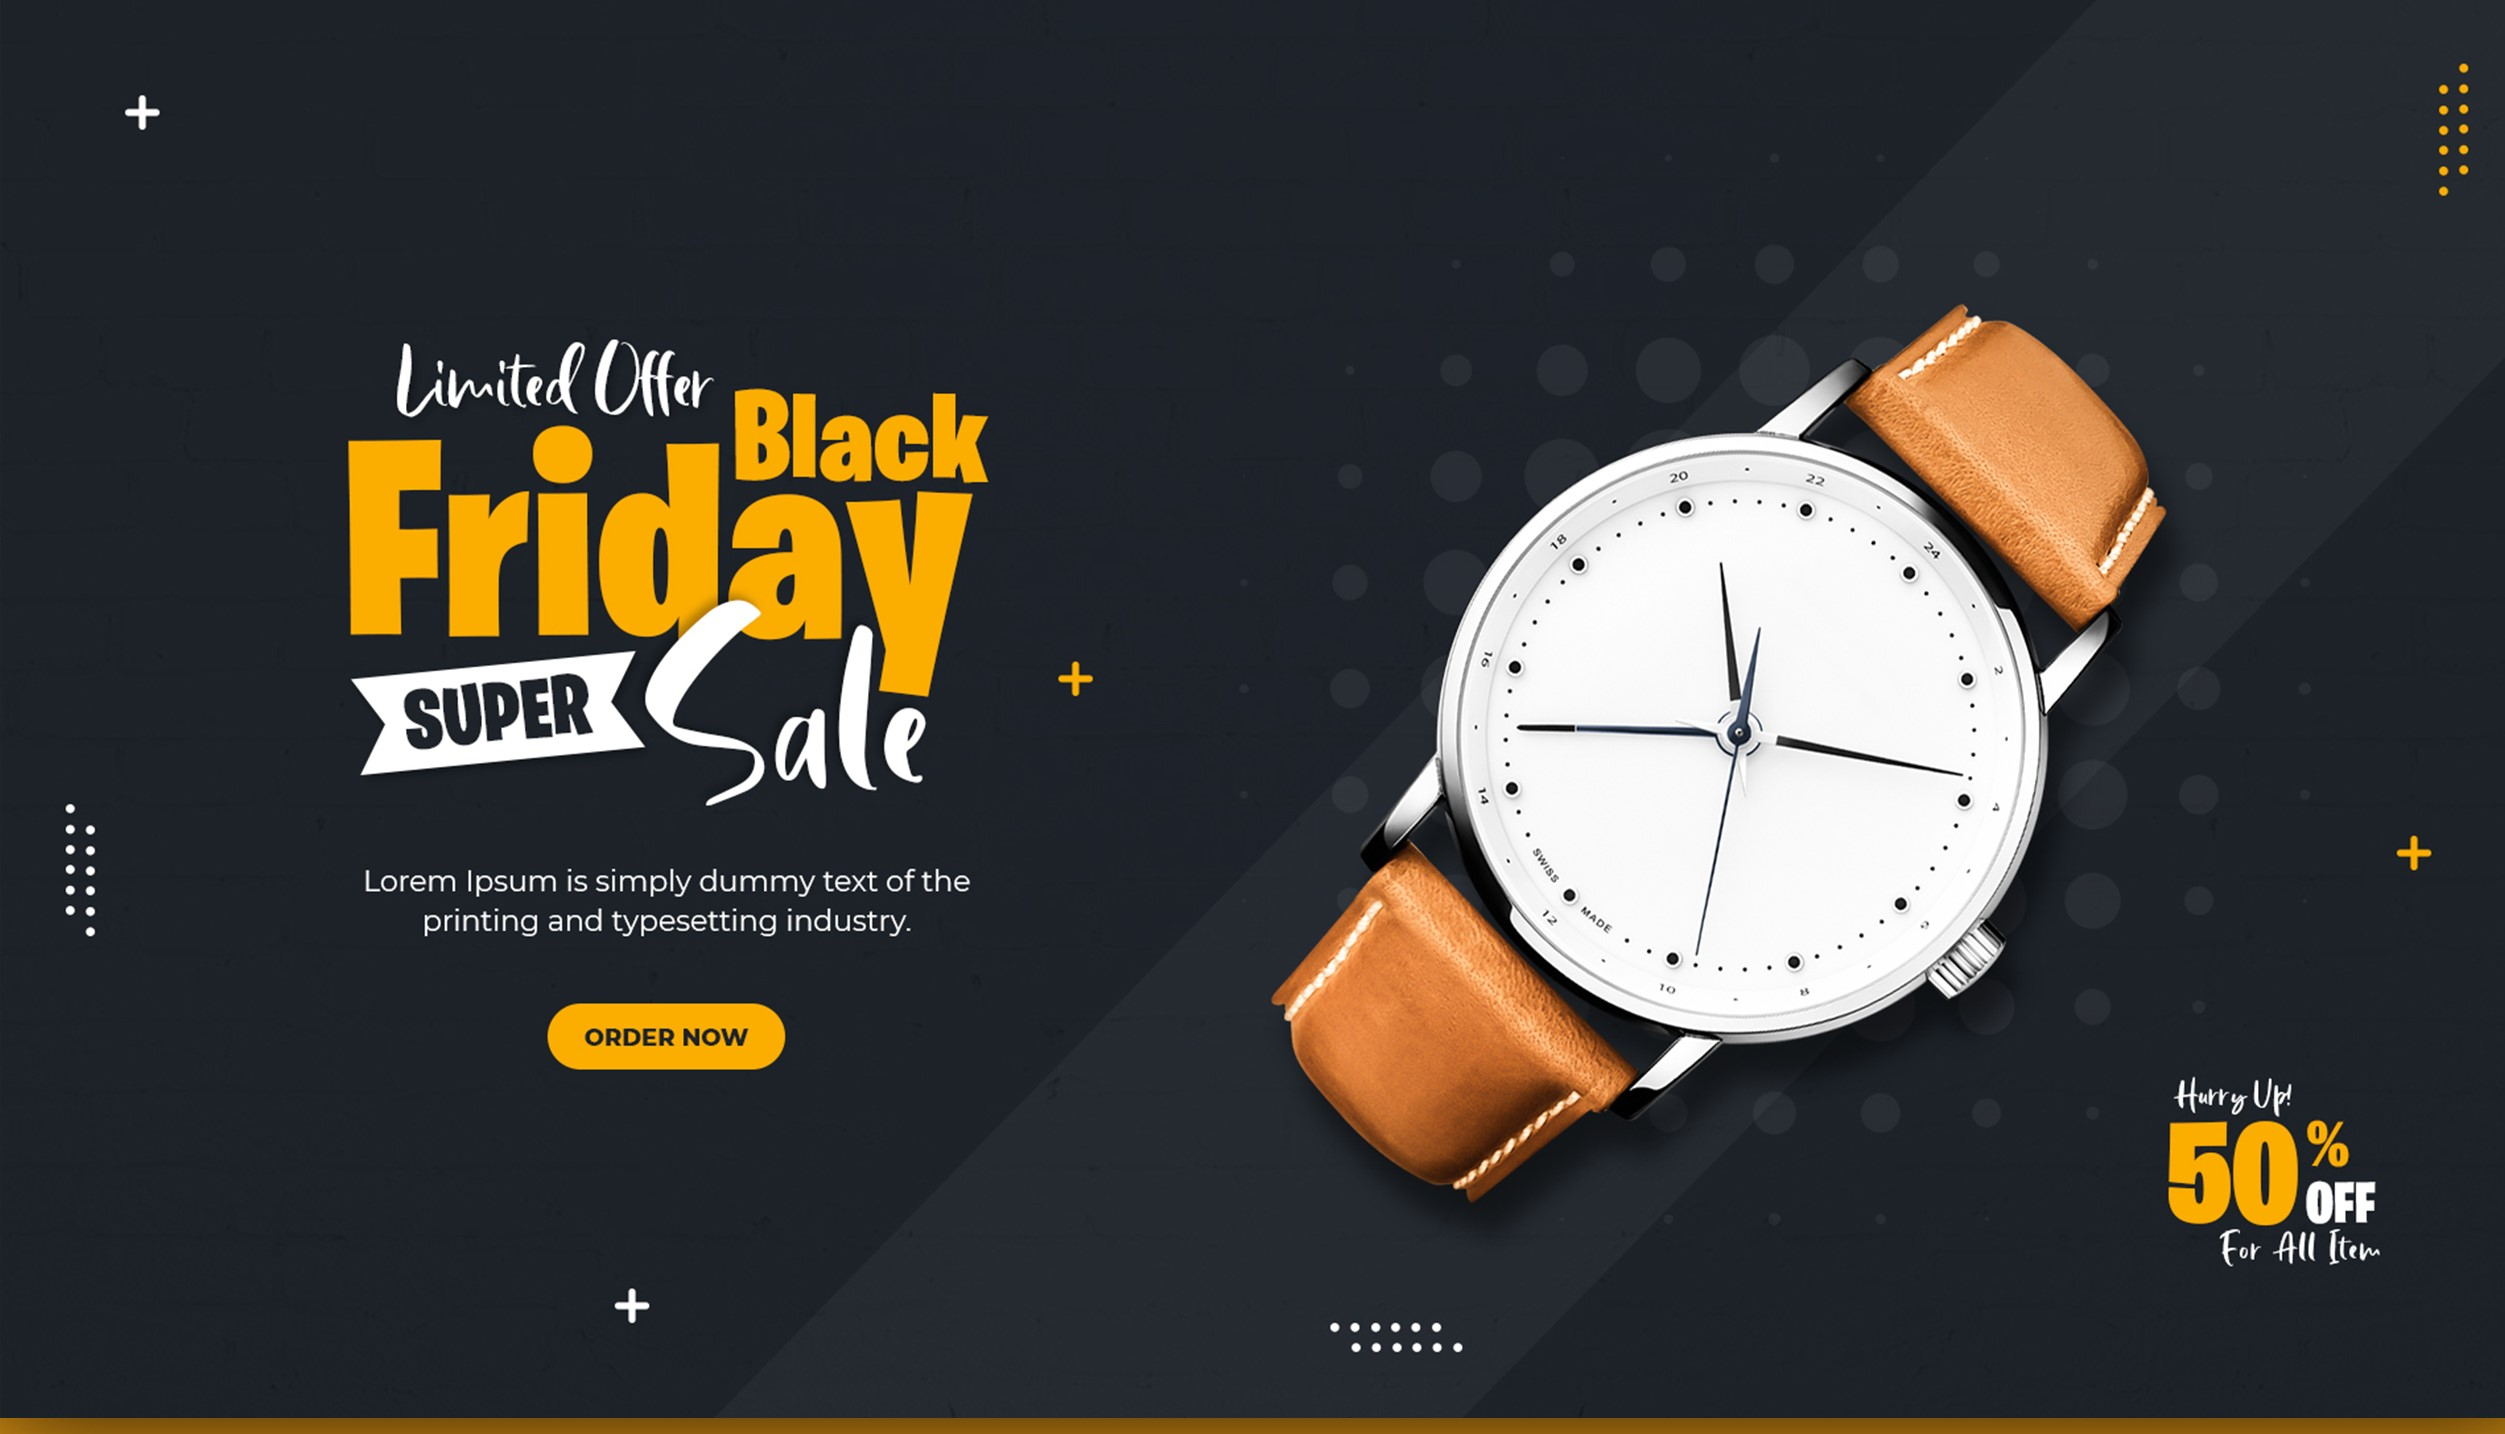 Limited Offer
Black
Friday
SUPER
Sale
Lorem Ipsum is simply dummy text of the
printing and typesetting industry.
ORDER NOW
20
22
18
24
16
2
14
4
SWISS
MADE
12
6
10
8
Hurry Up!
50%
OFF
For All Item